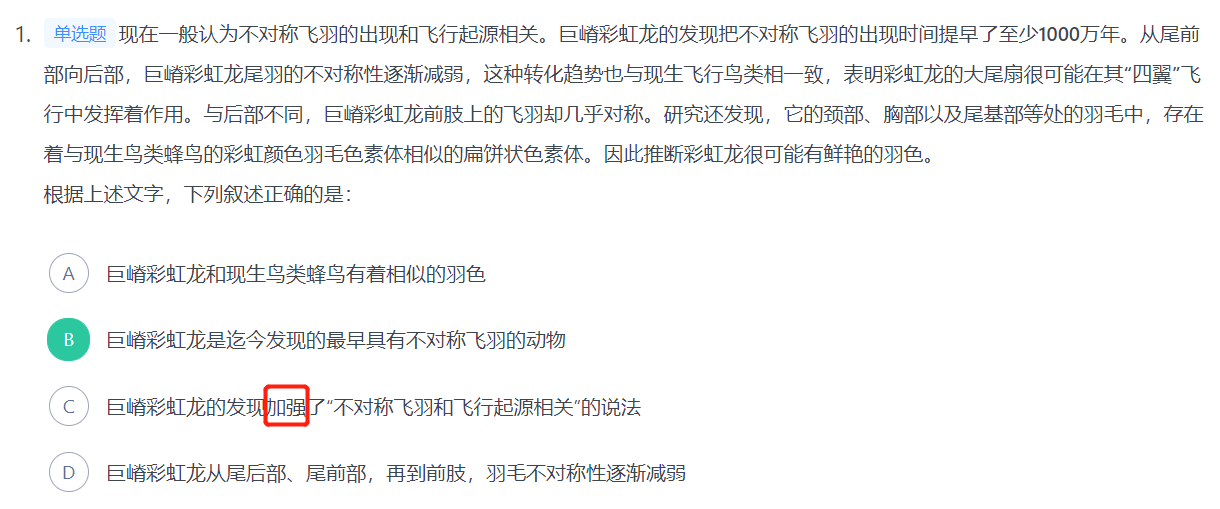 1. 单选题 现在一般认为不对称飞羽的出现和飞行起源相关。巨嵴彩虹龙的发现把不对称飞羽的出现时间提早了至少1000万年。从尾前
部向后部，巨嵴彩虹龙尾羽的不对称性逐渐减弱，这种转化趋势也与现生飞行鸟类相一致，表明彩虹龙的大尾扇很可能在其“四翼”飞
行中发挥着作用。与后部不同，巨嵴彩虹龙前肢上的飞羽却几乎对称。研究还发现，它的颈部、胸部以及尾基部等处的羽毛中，存在
着与现生鸟类蜂鸟的彩虹颜色羽毛色素体相似的扁饼状色素体。因此推断彩虹龙很可能有鲜艳的羽色。
根据上述文字，下列叙述正确的是：
A 巨嵴彩虹龙和现生鸟类蜂鸟有着相似的羽色
B 巨嵴彩虹龙是迄今发现的最早具有不对称飞羽的动物
C 巨嵴彩虹龙的发现加强了“不对称飞羽和飞行起源相关”的说法
D 巨嵴彩虹龙从尾后部、尾前部，再到前肢，羽毛不对称性逐渐减弱